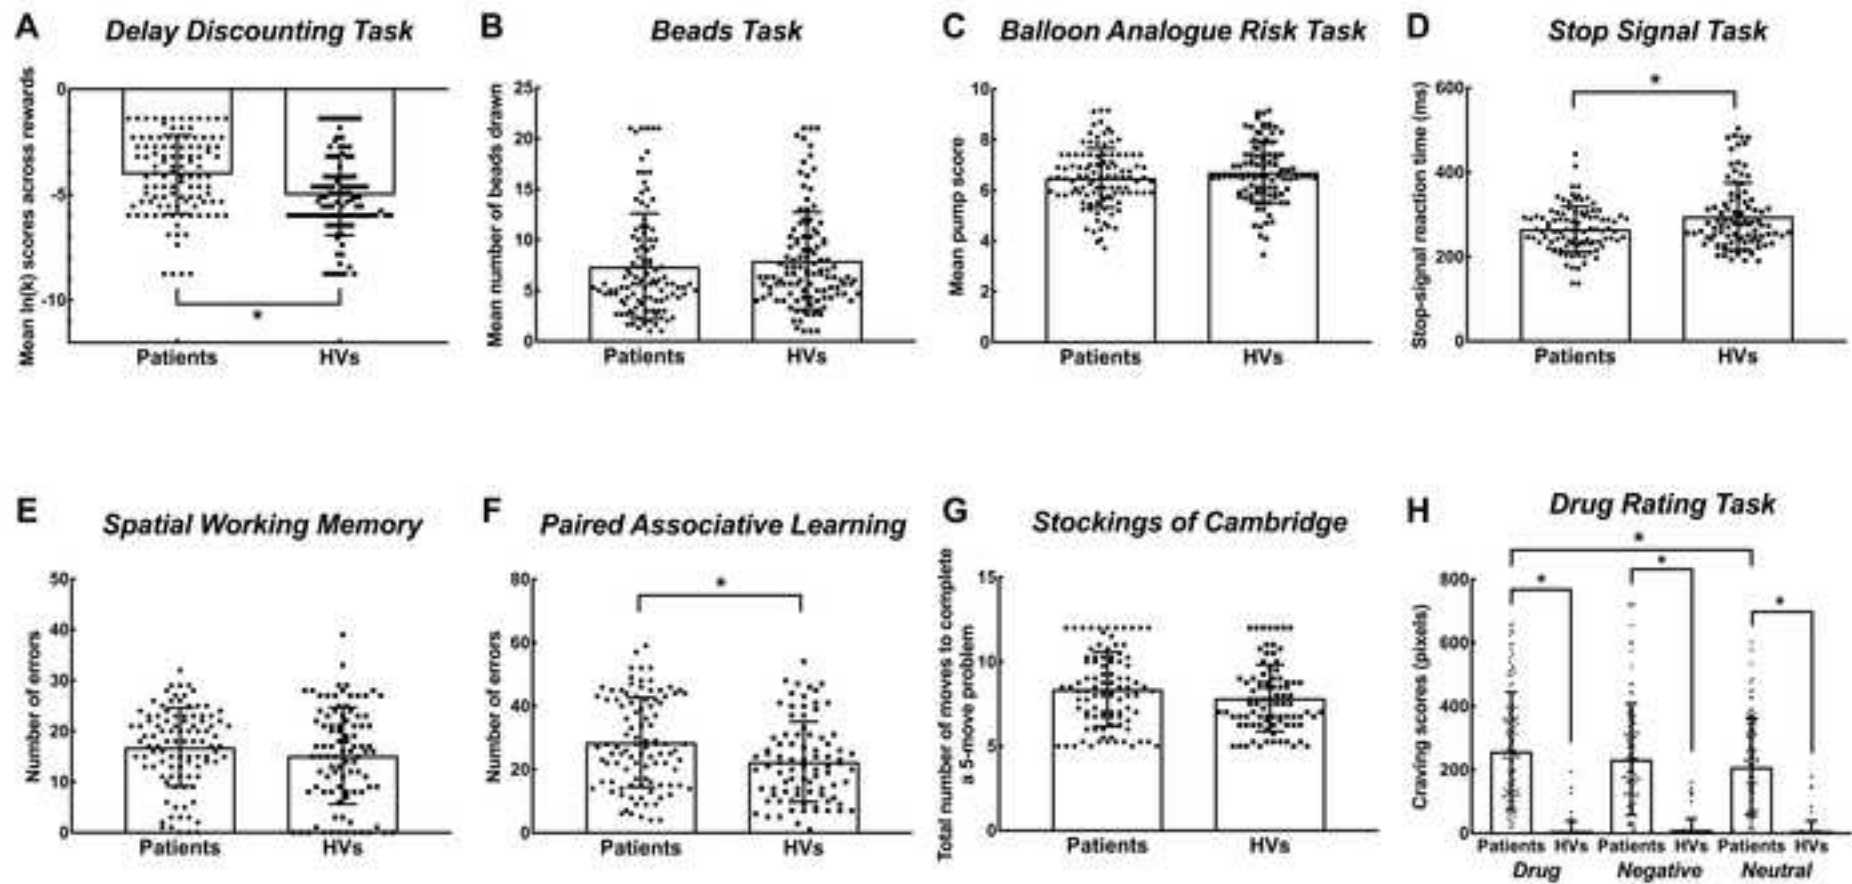 A Delay Discounting Task
Mean ln(k) scores across rewards
0
-5
-10
*
Patients HVs
B Beads Task
Mean number of beads drawn
25
20
15
10
5
0
Patients HVs
C Balloon Analogue Risk Task
Mean pump score
10
8
6
4
2
0
Patients HVs
D Stop Signal Task
Stop-signal reaction time (ms)
600
400
200
0
*
Patients HVs
E Spatial Working Memory
Number of errors
50
40
30
20
10
0
Patients HVs
F Paired Associative Learning
Number of errors
80
60
40
20
0
*
Patients HVs
G Stockings of Cambridge
Total number of moves to complete
a 5-move problem
15
10
5
0
Patients HVs
H Drug Rating Task
Craving scores (pixels)
800
600
400
200
0
*
*
*
*
Patients HVs Patients HVs Patients HVs
Drug Negative Neutral